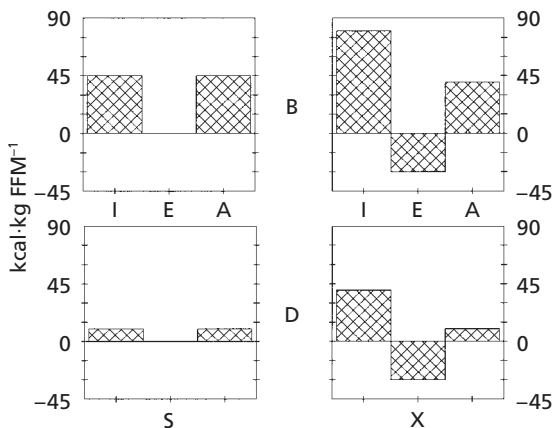 90 90
45 B 45
0 0
−45 −45
I E A I E A
kcal·kg FFM⁻¹
90 90
45 45
D
0 0
−45 −45
S X